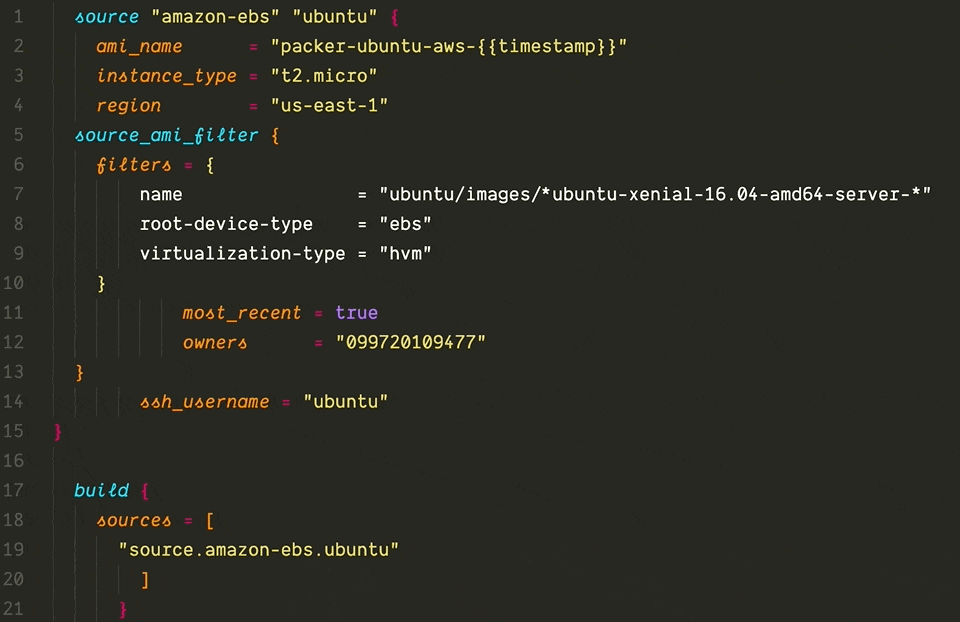 1 source "amazon-ebs" "ubuntu" {
2 ami_name = "packer-ubuntu-aws-{{timestamp}}"
3 instance_type = "t2.micro"
4 region = "us-east-1"
5 source_ami_filter {
6 filters = {
7 name = "ubuntu/images/*ubuntu-xenial-16.04-amd64-server-*"
8 root-device-type = "ebs"
9 virtualization-type = "hvm"
10 }
11 most_recent = true
12 owners = "099720109477"
13 }
14 ssh_username = "ubuntu"
15 }
16
17 build {
18 sources = [
19 "source.amazon-ebs.ubuntu"
20 ]
21 }